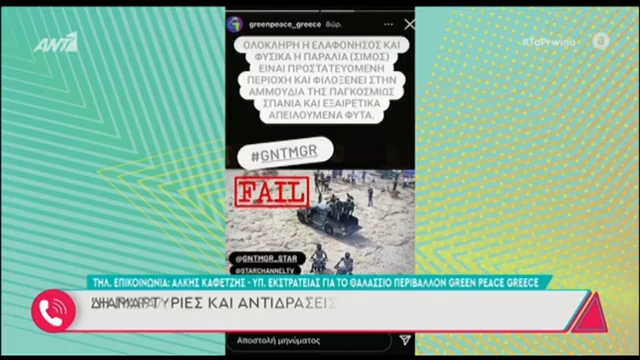 ANT1
greenpeace_greece 8ώρ.
#ToPrwino
ΟΛΟΚΛΗΡΗ Η ΕΛΑΦΟΝΗΣΟΣ ΚΑΙ
ΦΥΣΙΚΑ Η ΠΑΡΑΛΙΑ (ΣΙΜΟΣ)
ΕΙΝΑΙ ΠΡΟΣΤΑΤΕΥΟΜΕΝΗ
ΠΕΡΙΟΧΗ ΚΑΙ ΦΙΛΟΞΕΝΕΙ ΣΤΗΝ
ΑΜΜΟΥΔΙΑ ΤΗΣ ΠΑΓΚΟΣΜΙΩΣ
ΣΠΑΝΙΑ ΚΑΙ ΕΞΑΙΡΕΤΙΚΑ
ΑΠΕΙΛΟΥΜΕΝΑ ΦΥΤΑ.
#GNTMGR
FAIL
@GNTMGR_STAR
@STARCHANNELTV
ΤΗΛ. ΕΠΙΚΟΙΝΩΝΙΑ: ΑΛΚΗΣ ΚΑΦΕΤΖΗΣ - ΥΠ. ΕΚΣΤΡΑΤΕΙΑΣ ΓΙΑ ΤΟ ΘΑΛΑΣΣΙΟ ΠΕΡΙΒΑΛΛΟΝ GREEN PEACE GREECE
ΔΙΑΜΑΡΤΥΡΙΕΣ ΚΑΙ ΑΝΤΙΔΡΑΣΕΙΣ
Αποστολή μηνύματος